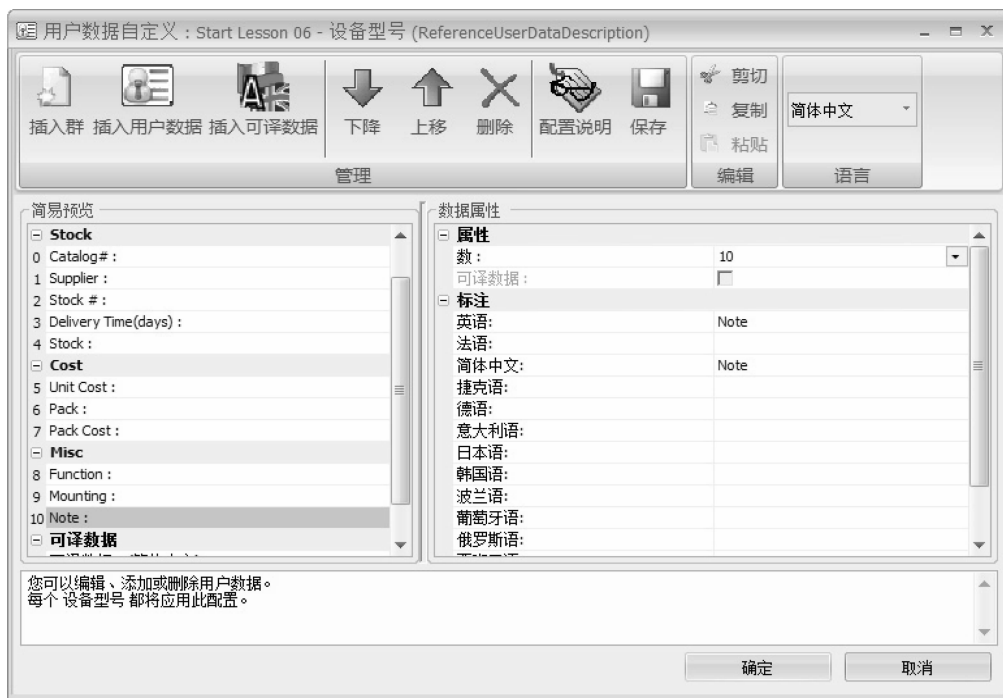 用户数据自定义：Start Lesson 06 - 设备型号 (ReferenceUserDataDescription)
插入群 插入用户数据 插入可译数据 下降 上移 删除 配置说明 保存
剪切
复制
粘贴
简体中文
管理 编辑 语言
简易预览
Stock
0 Catalog# :
1 Supplier :
2 Stock # :
3 Delivery Time(days) :
4 Stock :
Cost
5 Unit Cost :
6 Pack :
7 Pack Cost :
Misc
8 Function :
9 Mounting :
10 Note :
可译数据
数据属性
属性
数： 10
可译数据：
标注
英语: Note
法语:
简体中文: Note
捷克语:
德语:
意大利语:
日本语:
韩国语:
波兰语:
葡萄牙语:
俄罗斯语:
您可以编辑、添加或删除用户数据。
每个 设备型号 都将应用此配置。
确定 取消